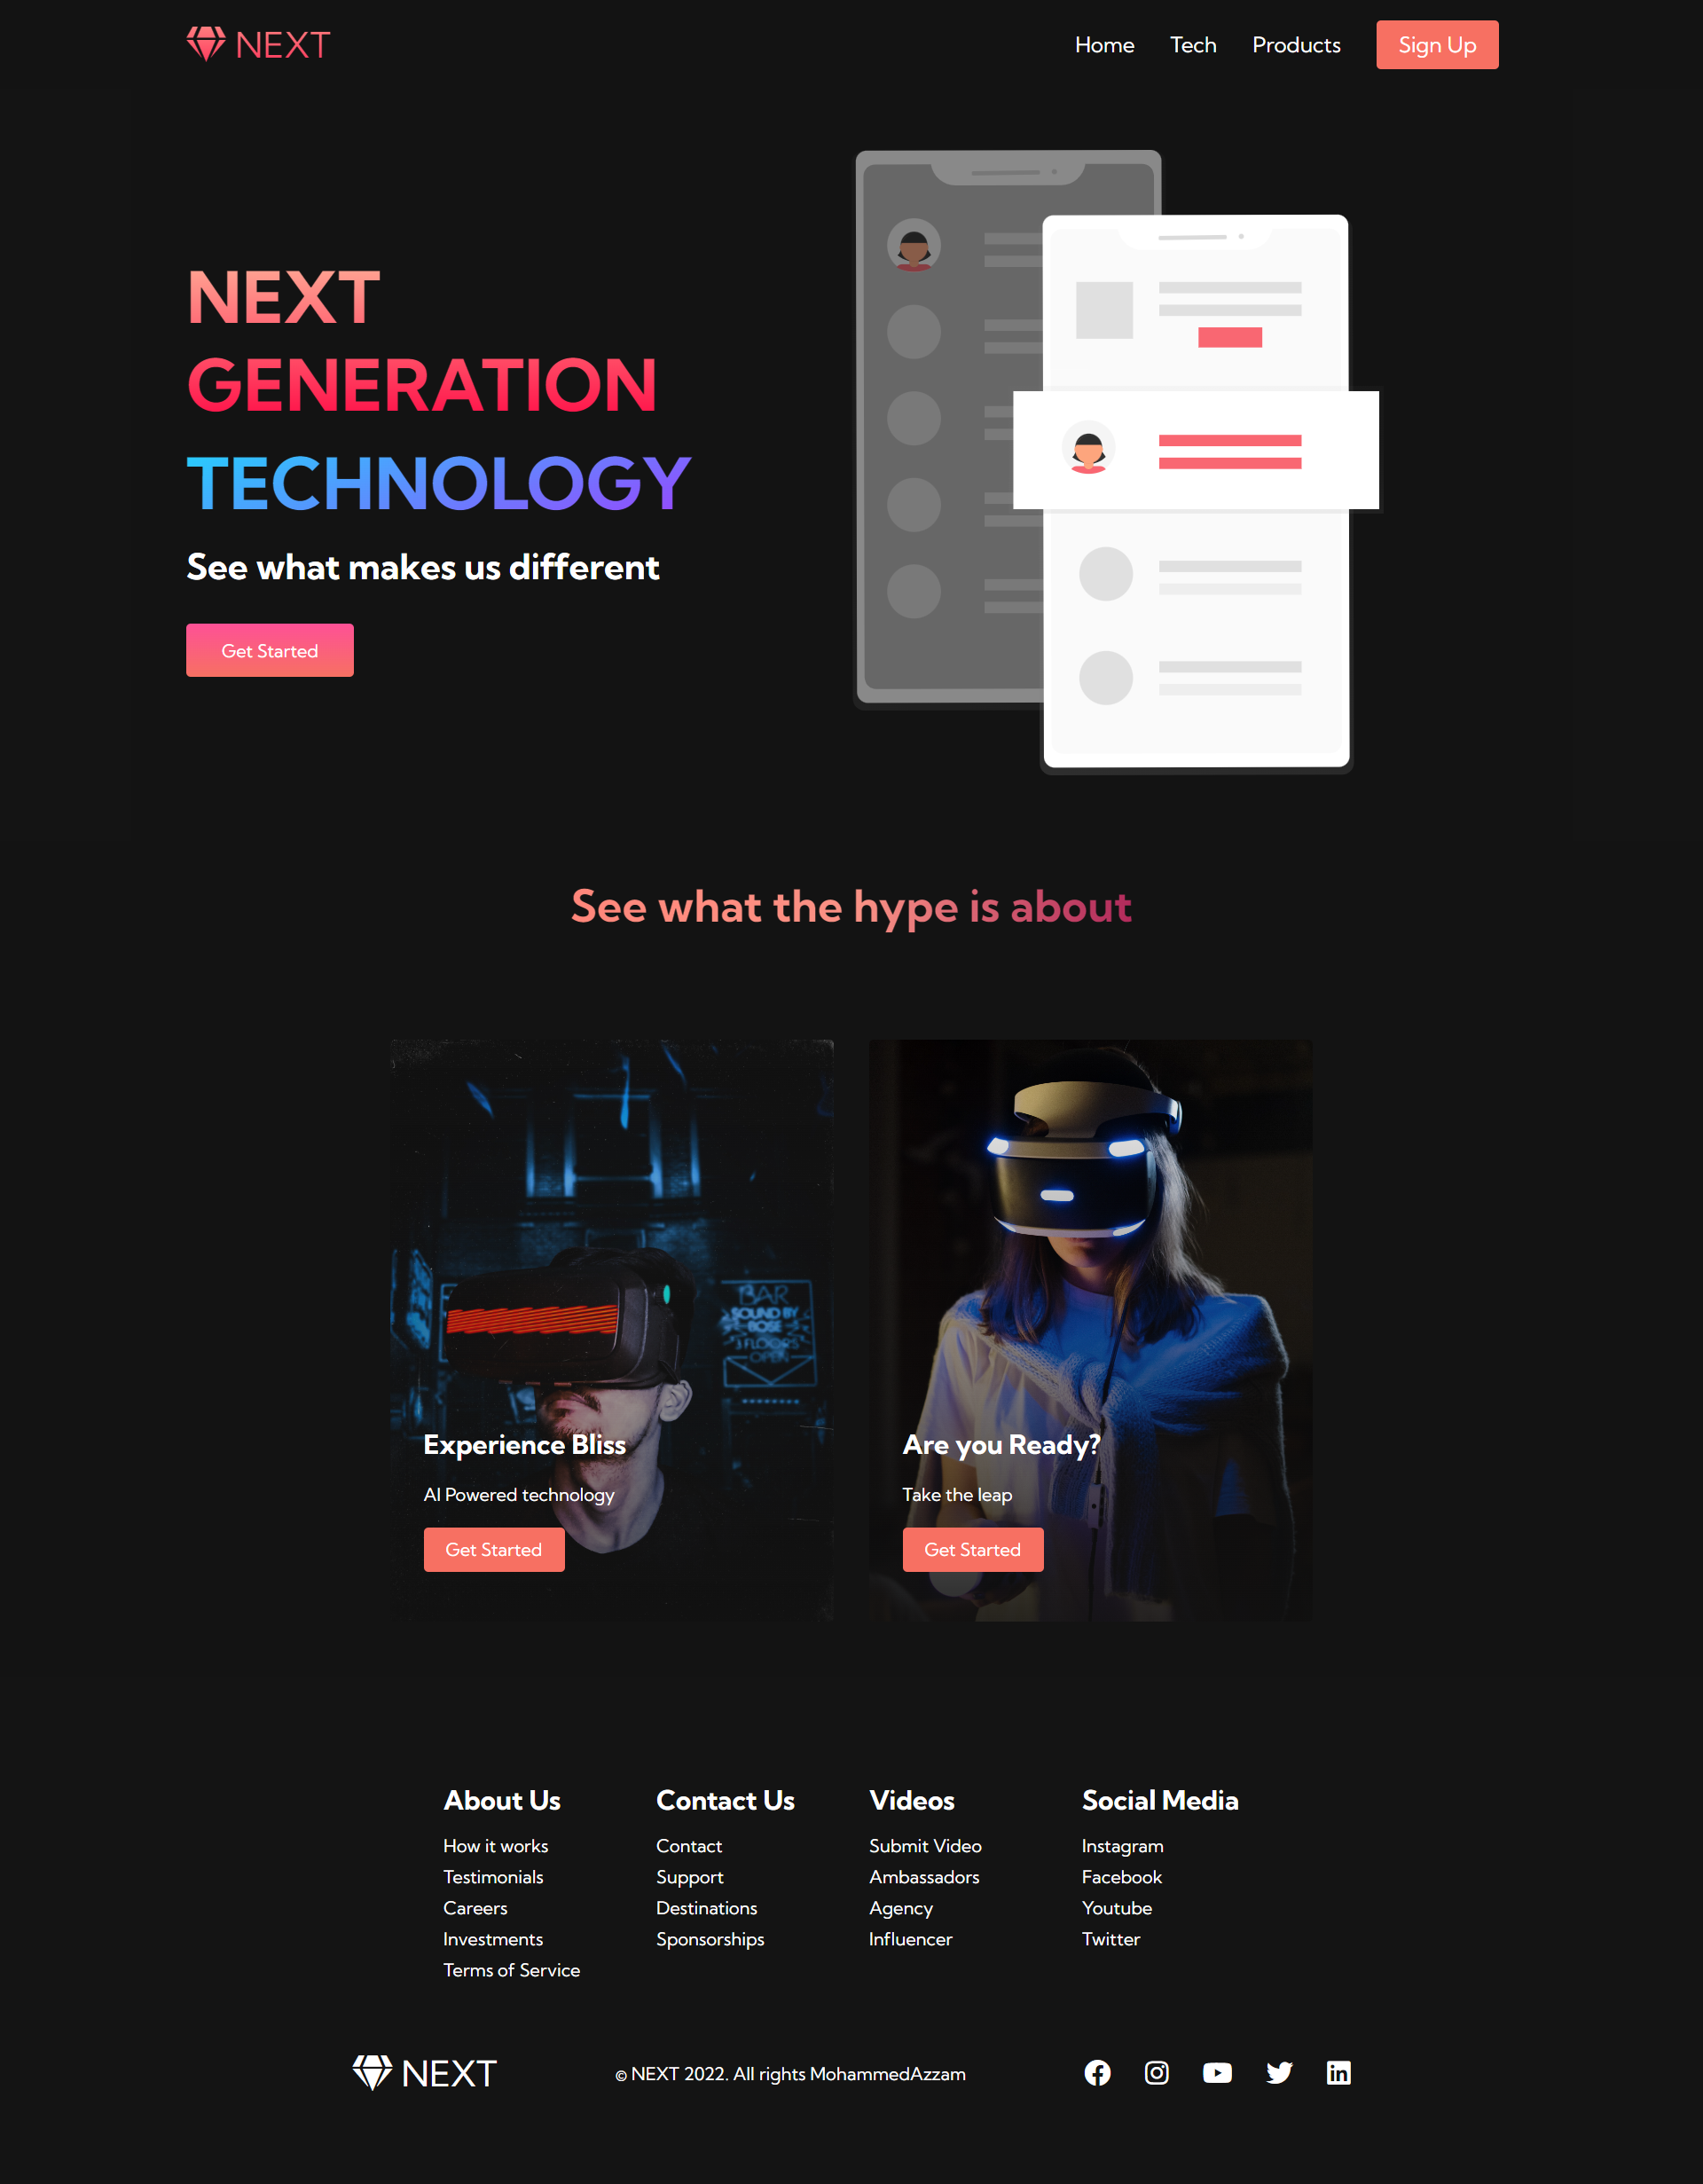 NEXT
Home Tech Products Sign Up
NEXT
GENERATION
TECHNOLOGY
See what makes us different
Get Started
See what the hype is about
BAR
SOUND BY
BOSE
3 FLOORS
OPEN
Experience Bliss
AI Powered technology
Get Started
Are you Ready?
Take the leap
Get Started
About Us
How it works
Testimonials
Careers
Investments
Terms of Service
Contact Us
Contact
Support
Destinations
Sponsorships
Videos
Submit Video
Ambassadors
Agency
Influencer
Social Media
Instagram
Facebook
Youtube
Twitter
NEXT
© NEXT 2022. All rights MohammedAzzam